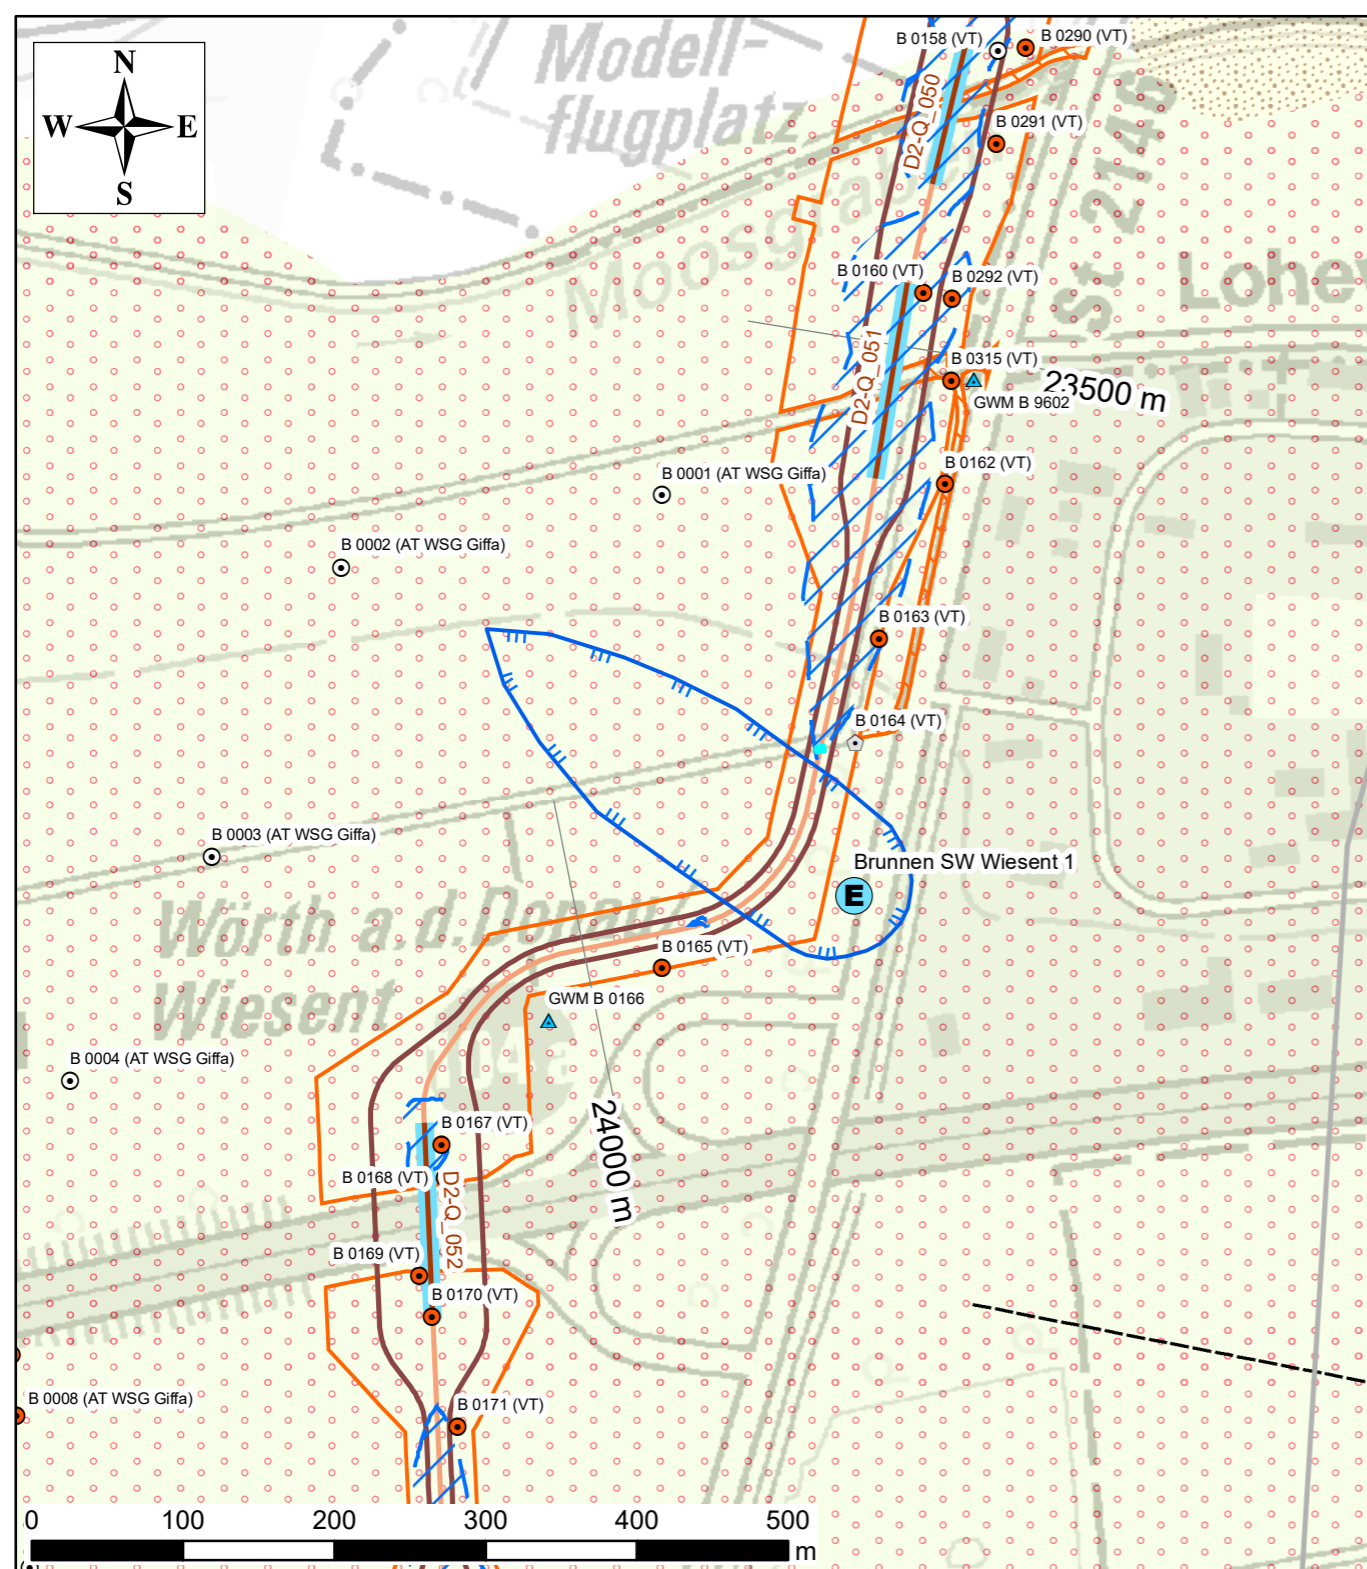 N
W E
S
Modell-
flugplatz
B 0158 (VT)
B 0290 (VT)
D2-Q_050
B 0291 (VT)
St 2146
Moosgraben
B 0160 (VT)
B 0292 (VT)
Lohe
D2-Q_051
B 0315 (VT)
23500 m
GWM B 9602
B 0001 (AT WSG Giffa)
B 0162 (VT)
B 0002 (AT WSG Giffa)
B 0163 (VT)
B 0164 (VT)
B 0003 (AT WSG Giffa)
Brunnen SW Wiesent 1
E
Wörth a.d.Donau
Wiesent
B 0165 (VT)
GWM B 0166
B 0004 (AT WSG Giffa)
24000 m
B 0167 (VT)
B 0168 (VT)
D2-Q_052
B 0169 (VT)
B 0170 (VT)
B 0008 (AT WSG Giffa)
B 0171 (VT)
0 100 200 300 400 500
m